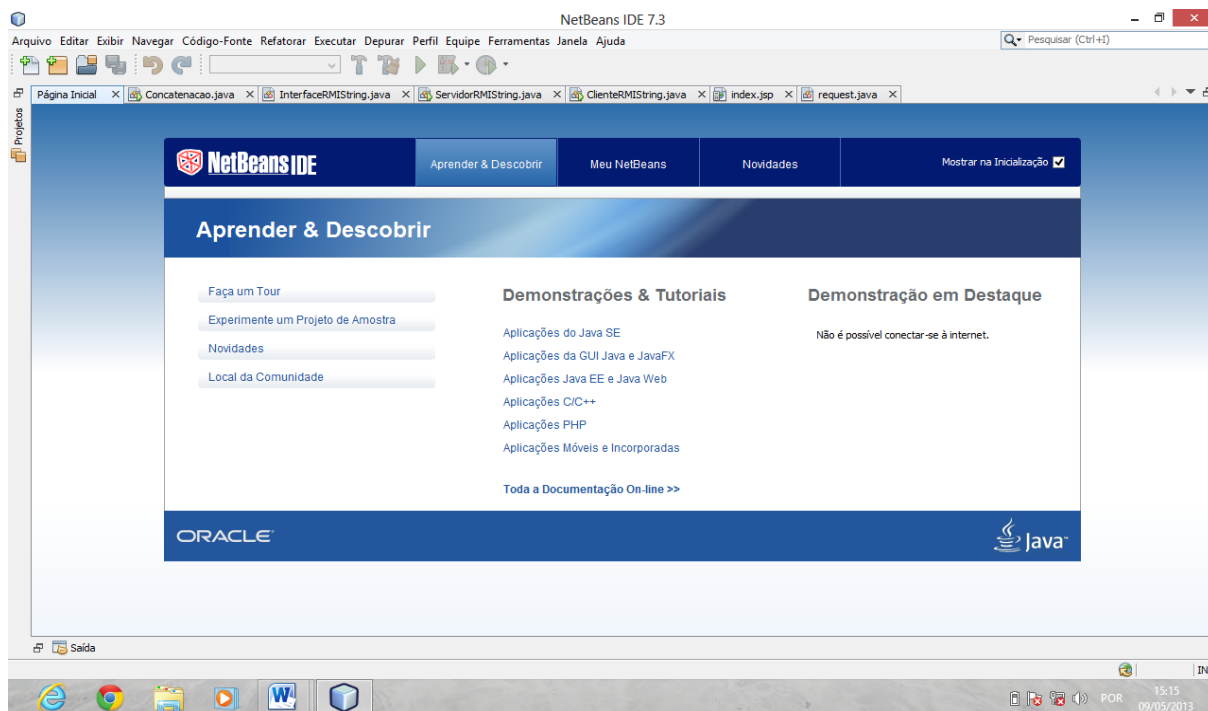 NetBeans IDE 7.3
Arquivo Editar Exibir Navegar Código-Fonte Refatorar Executar Depurar Perfil Equipe Ferramentas Janela Ajuda
Pesquisar (Ctrl+I)
Página Inicial Concatenacao.java InterfaceRMIString.java ServidorRMIString.java ClienteRMIString.java index.jsp request.java
Projetos
NetBeans IDE
Aprender & Descobrir Meu NetBeans Novidades Mostrar na Inicialização
Aprender & Descobrir
Faça um Tour
Experimente um Projeto de Amostra
Novidades
Local da Comunidade
Demonstrações & Tutoriais
Aplicações do Java SE
Aplicações da GUI Java e JavaFX
Aplicações Java EE e Java Web
Aplicações C/C++
Aplicações PHP
Aplicações Móveis e Incorporadas
Toda a Documentação On-line >>
Demonstração em Destaque
Não é possível conectar-se à internet.
ORACLE
Java
Saída
IN
POR
15:15
09/05/2013